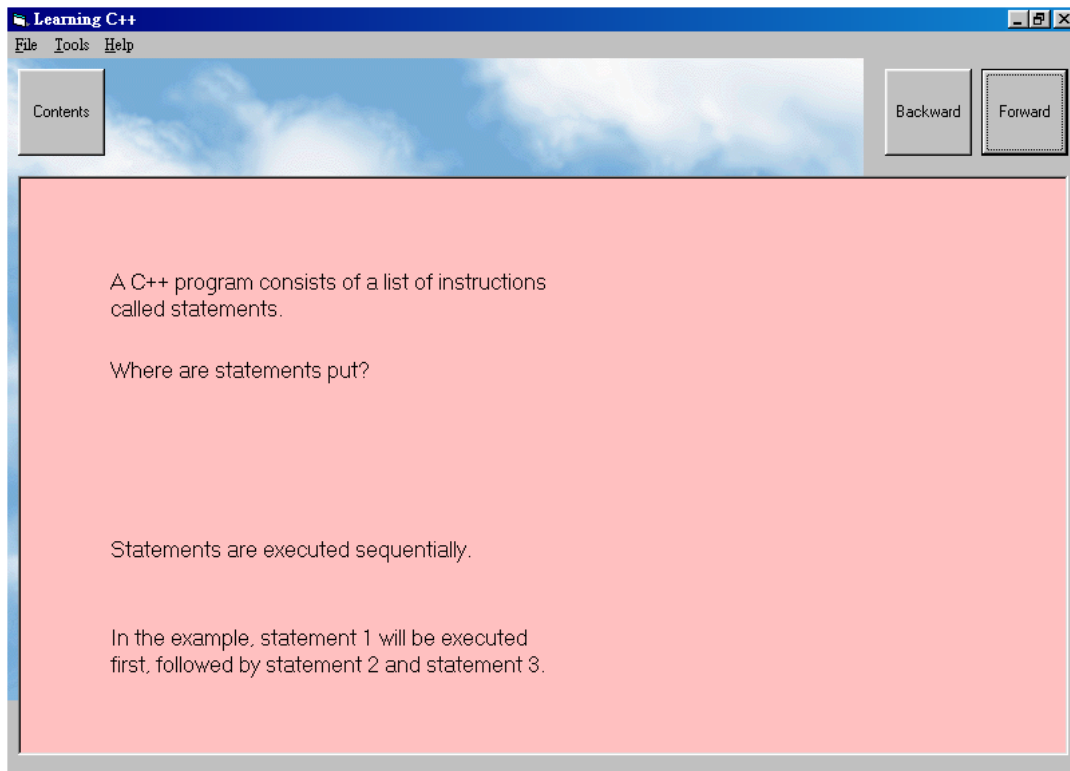 Learning C++
File Tools Help
Contents
Backward
Forward
A C++ program consists of a list of instructions
called statements.
Where are statements put?
Statements are executed sequentially.
In the example, statement 1 will be executed
first, followed by statement 2 and statement 3.